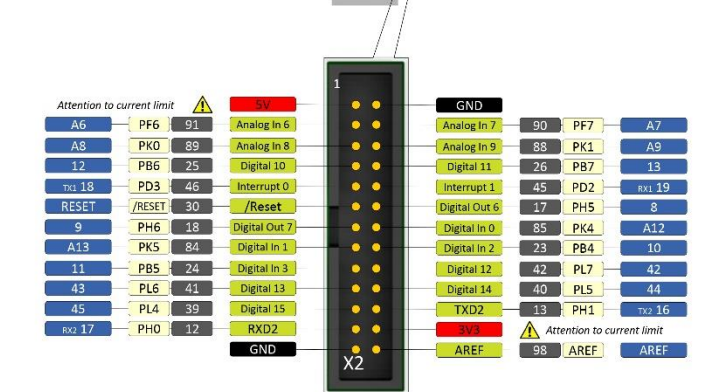 1
5V GND
Attention to current limit
A6 PF6 91 Analog In 6 Analog In 7 90 PF7 A7
A8 PK0 89 Analog In 8 Analog In 9 88 PK1 A9
12 PB6 25 Digital 10 Digital 11 26 PB7 13
TX1 18 PD3 46 Interrupt 0 Interrupt 1 45 PD2 RX1 19
RESET /RESET 30 /Reset Digital Out 6 17 PH5 8
9 PH6 18 Digital Out 7 Digital In 0 85 PK4 A12
A13 PK5 84 Digital In 1 Digital In 2 23 PB4 10
11 PB5 24 Digital In 3 Digital 12 42 PL7 42
43 PL6 41 Digital 13 Digital 14 40 PL5 44
45 PL4 39 Digital 15 TXD2 13 PH1 TX2 16
RX2 17 PH0 12 RXD2 3V3 Attention to current limit
GND AREF 98 AREF AREF
X2